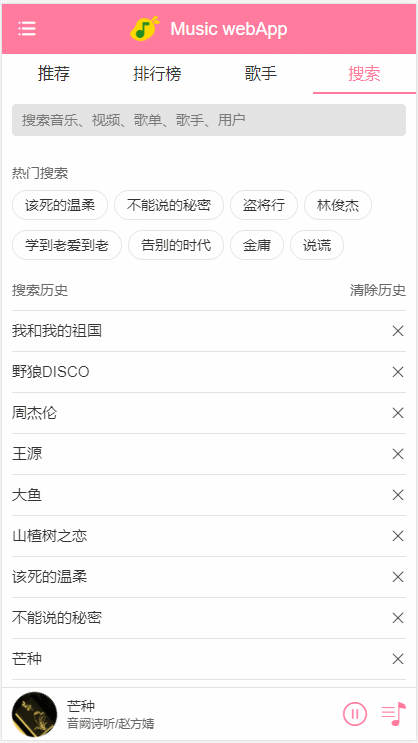 Music webApp
推荐 排行榜 歌手 搜索
搜索音乐、视频、歌单、歌手、用户
热门搜索
该死的温柔 不能说的秘密 盗将行 林俊杰
学到老爱到老 告别的时代 金庸 说谎
搜索历史 清除历史
我和我的祖国
野狼DISCO
周杰伦
王源
大鱼
山楂树之恋
该死的温柔
不能说的秘密
芒种
芒种
音阙诗听/赵方婧